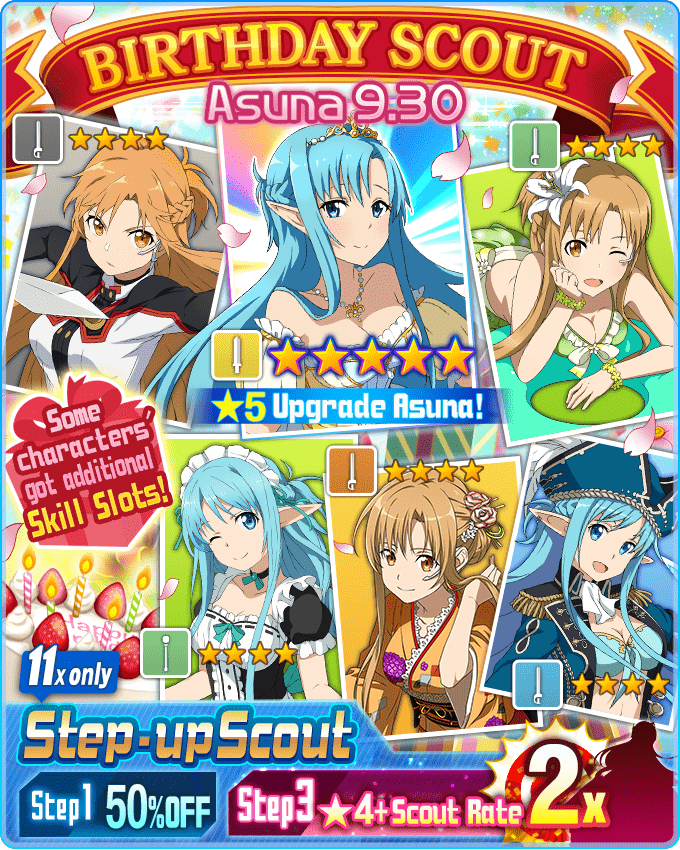 BIRTHDAY SCOUT
Asuna 9.30
★5 Upgrade Asuna!
Some
characters'
got additional
Skill Slots!
Happy
11x only
Step-up Scout
Step1 50%OFF
Step3 ★4+Scout Rate 2x